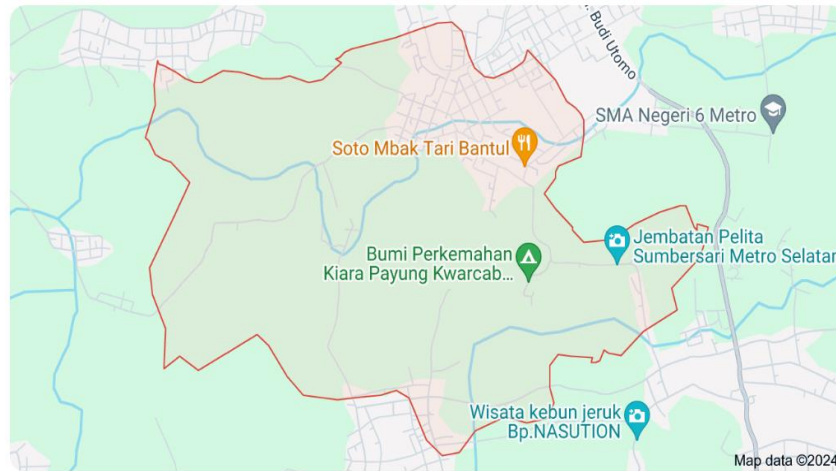 . Budi Utomo
SMA Negeri 6 Metro
Soto Mbak Tari Bantul
Jembatan Pelita
Sumbersari Metro Selatan
Bumi Perkemahan
Kiara Payung Kwarcab...
Wisata kebun jeruk
Bp.NASUTION
Map data ©2024